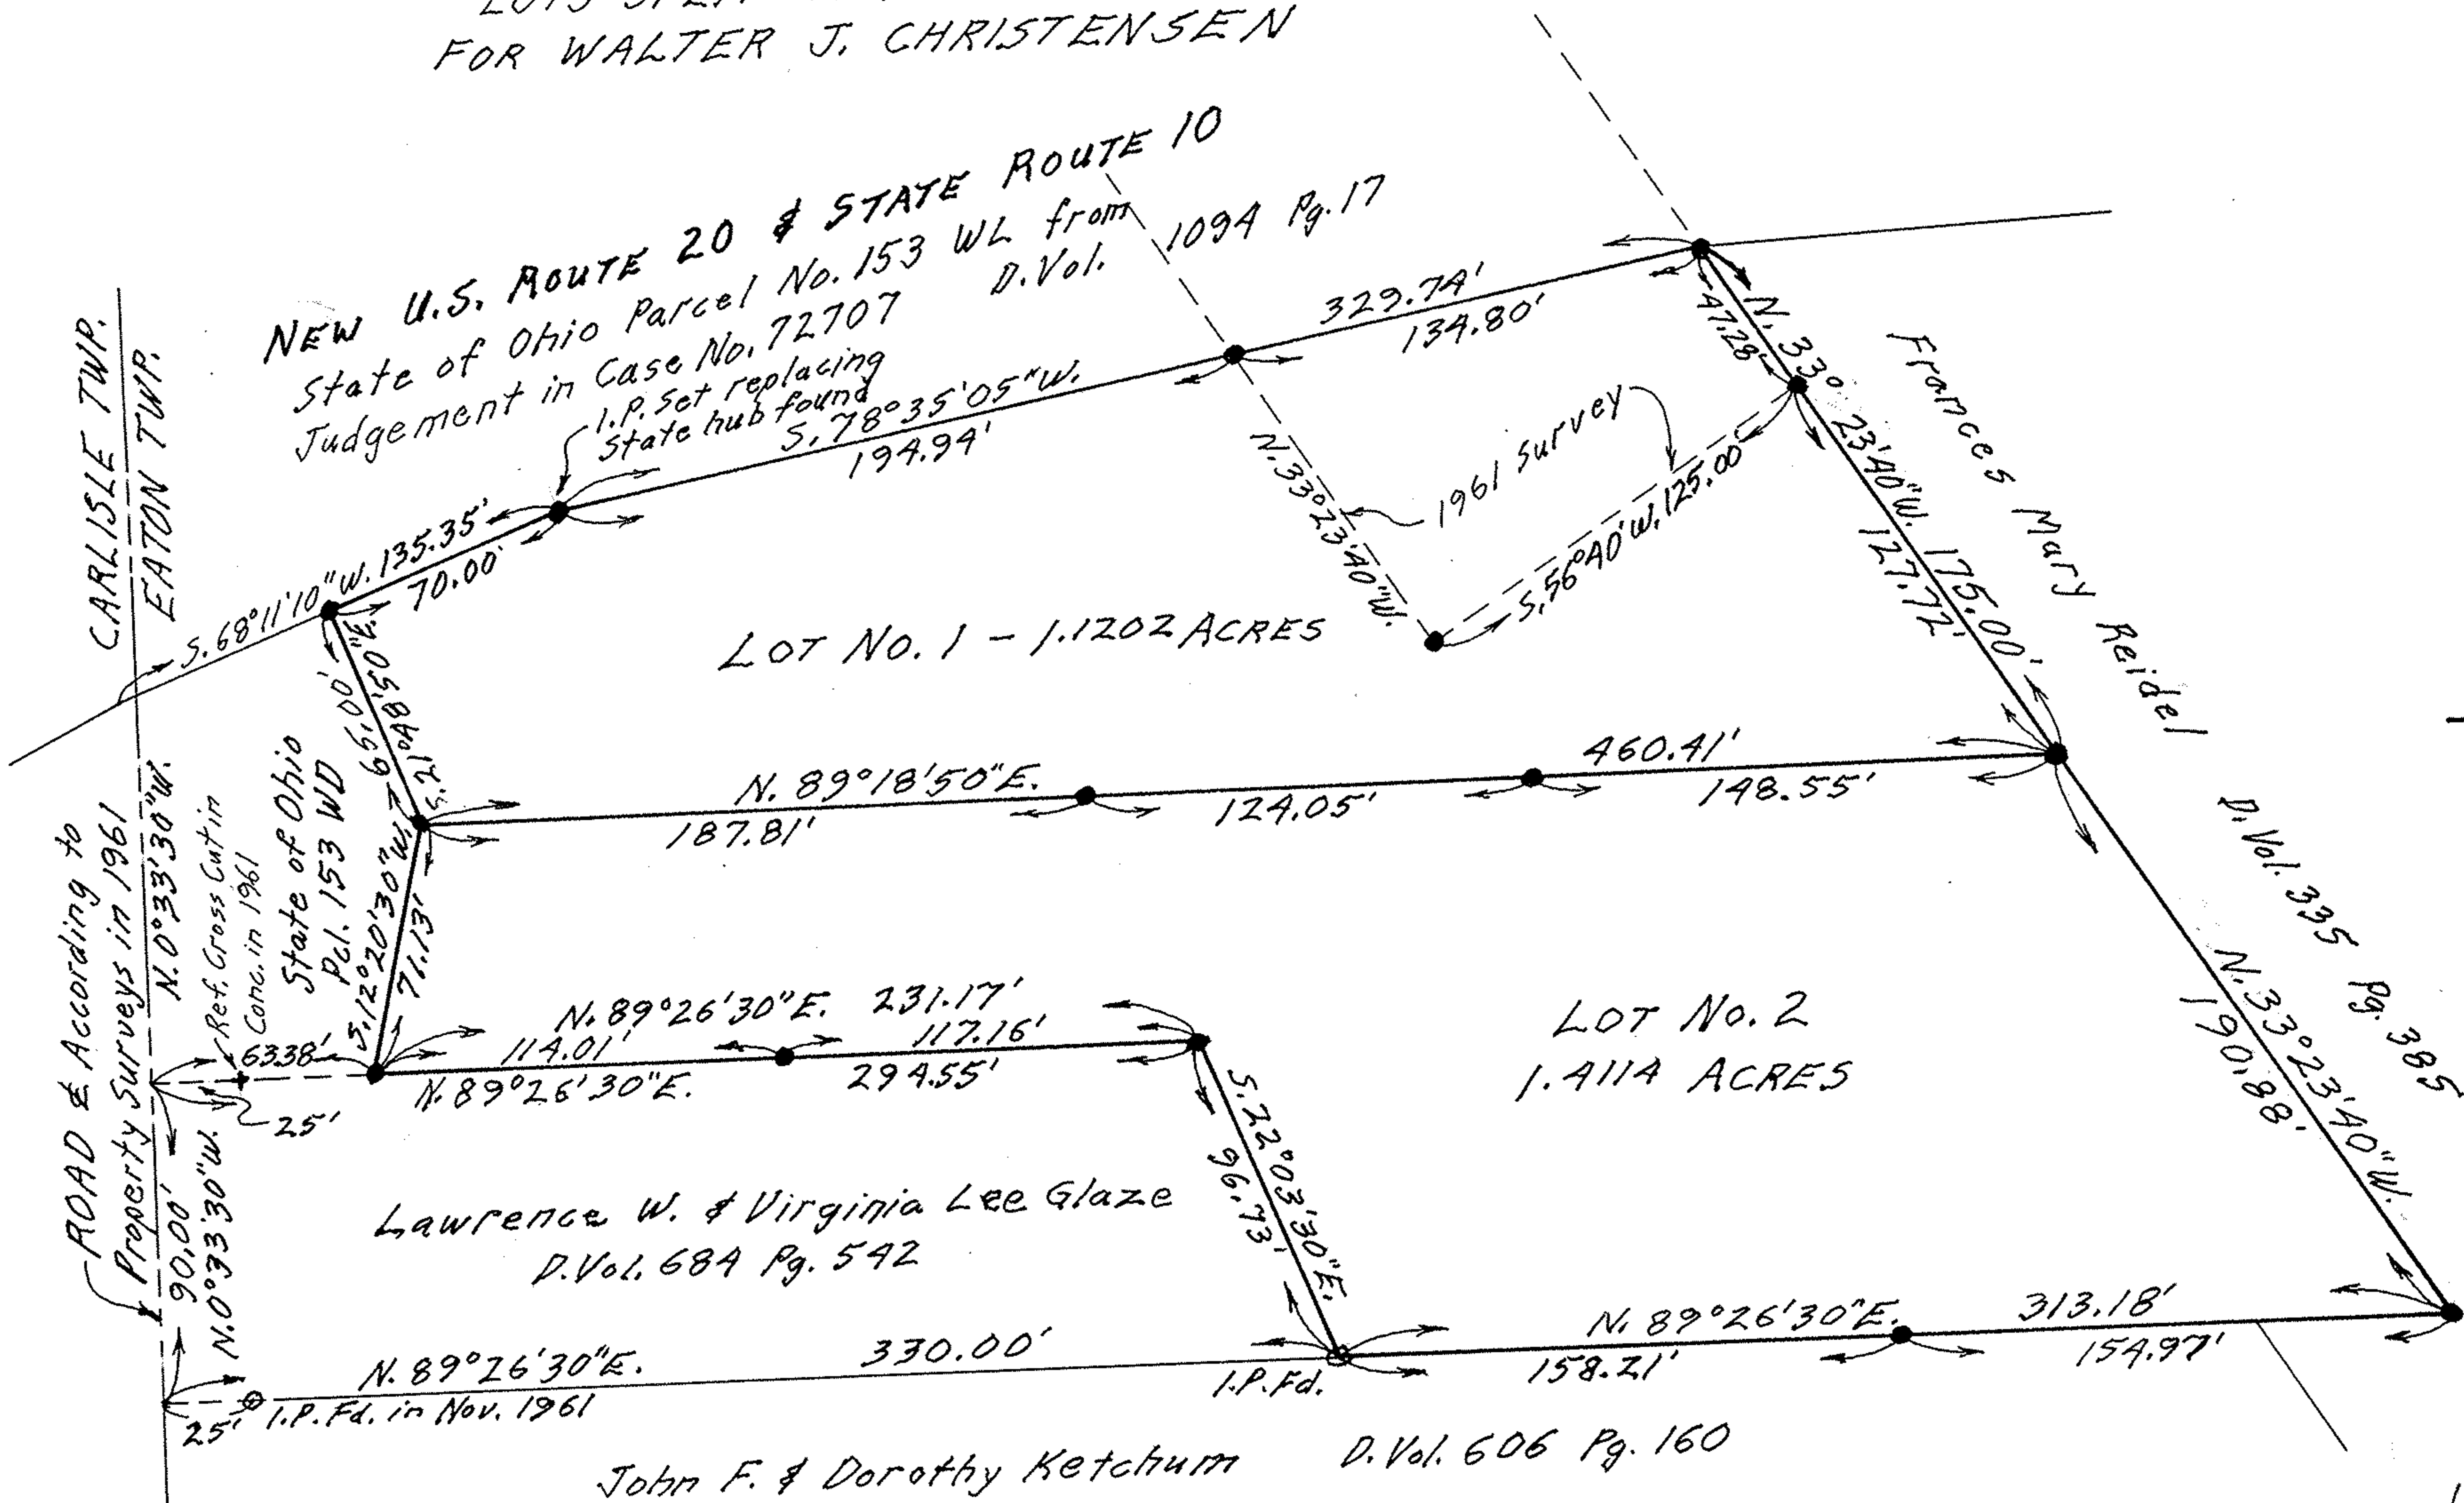 FOR WALTER J. CHRISTENSEN
NEW U.S. ROUTE 20 & STATE ROUTE 10
State of Ohio Parcel No. 153 WL from
Judgement in Case No. 72707 D.Vol. 1094 Pg. 17
I.P. Set replacing
State hub found
S. 78°35'05"W.
194.94'
329.74'
134.80'
CARLISLE TWP.
EATON TWP.
S. 68°11'10"W. 135.35'
70.00'
N. 33°23'40"W. 175.00'
47.28'
127.72'
Frances Mary Reidel D.Vol. 335 Pg. 385
1961 Survey
N. 33°23'40"W.
S. 56°40'W. 125.00'
LOT No. 1 - 1.1202 ACRES
65.00'
S. 21°48'50"E.
N. 89°18'50"E.
460.41'
187.81'
124.05'
148.55'
State of Ohio
Pcl. 153 WD
S. 12°20'30"W.
71.13'
ROAD & According to
Property Surveys in 1961
N. 0°33'30"W.
Ref. Cross Cut in
Conc. in 1961
63.38'
25'
N. 89°26'30"E. 231.17'
114.01'
117.16'
N. 89°26'30"E.
294.55'
LOT No. 2
1.4114 ACRES
N. 33°23'40"W.
190.88'
S. 22°03'30"E.
96.73'
90.00'
N. 0°33'30"W.
Lawrence W. & Virginia Lee Glaze
D.Vol. 684 Pg. 542
N. 89°26'30"E.
330.00'
25'
I.P. Fd. in Nov. 1961
I.P. Fd.
N. 89°26'30"E.
313.18'
158.21'
154.97'
John F. & Dorothy Ketchum D.Vol. 606 Pg. 160